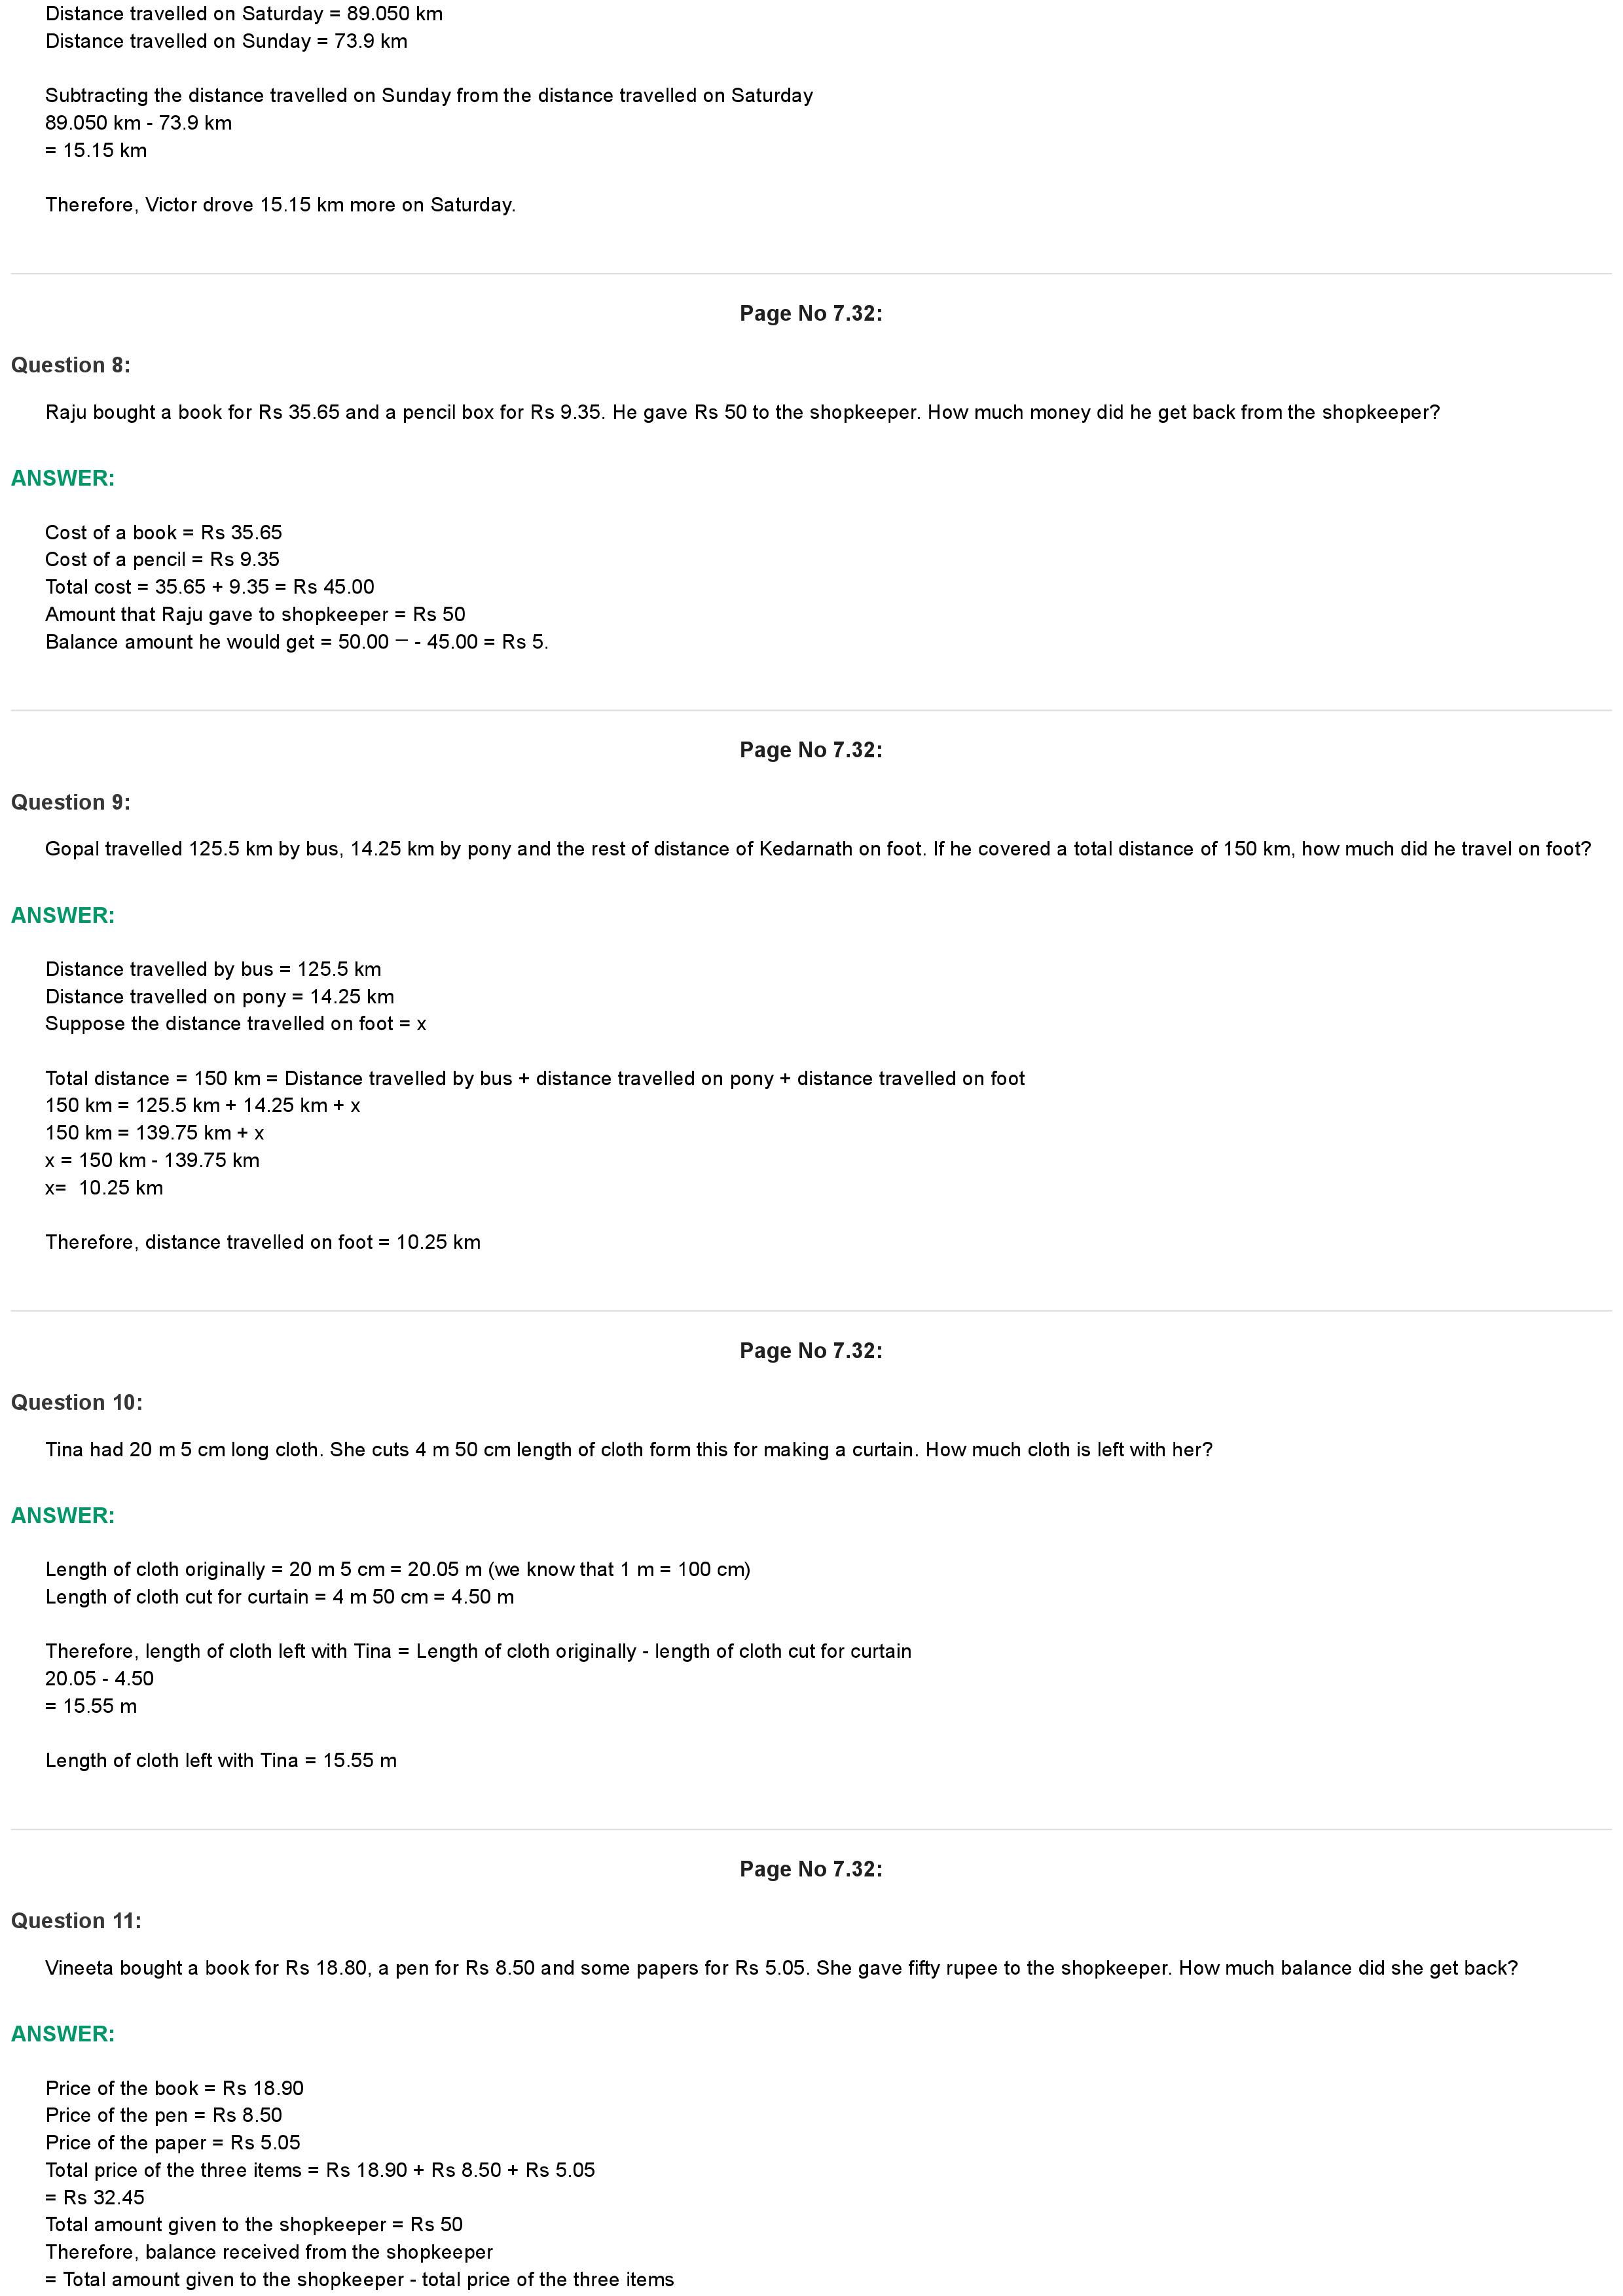 Distance travelled on Saturday = 89.050 km
Distance travelled on Sunday = 73.9 km
Subtracting the distance travelled on Sunday from the distance travelled on Saturday
89.050 km - 73.9 km
= 15.15 km
Therefore, Victor drove 15.15 km more on Saturday.
Page No 7.32:
Question 8:
Raju bought a book for Rs 35.65 and a pencil box for Rs 9.35. He gave Rs 50 to the shopkeeper. How much money did he get back from the shopkeeper?
ANSWER:
Cost of a book = Rs 35.65
Cost of a pencil = Rs 9.35
Total cost = 35.65 + 9.35 = Rs 45.00
Amount that Raju gave to shopkeeper = Rs 50
Balance amount he would get = 50.00 − - 45.00 = Rs 5.
Page No 7.32:
Question 9:
Gopal travelled 125.5 km by bus, 14.25 km by pony and the rest of distance of Kedarnath on foot. If he covered a total distance of 150 km, how much did he travel on foot?
ANSWER:
Distance travelled by bus = 125.5 km
Distance travelled on pony = 14.25 km
Suppose the distance travelled on foot = x
Total distance = 150 km = Distance travelled by bus + distance travelled on pony + distance travelled on foot
150 km = 125.5 km + 14.25 km + x
150 km = 139.75 km + x
x = 150 km - 139.75 km
x=  10.25 km
Therefore, distance travelled on foot = 10.25 km
Page No 7.32:
Question 10:
Tina had 20 m 5 cm long cloth. She cuts 4 m 50 cm length of cloth form this for making a curtain. How much cloth is left with her?
ANSWER:
Length of cloth originally = 20 m 5 cm = 20.05 m (we know that 1 m = 100 cm)
Length of cloth cut for curtain = 4 m 50 cm = 4.50 m
Therefore, length of cloth left with Tina = Length of cloth originally - length of cloth cut for curtain
20.05 - 4.50
= 15.55 m
Length of cloth left with Tina = 15.55 m
Page No 7.32:
Question 11:
Vineeta bought a book for Rs 18.80, a pen for Rs 8.50 and some papers for Rs 5.05. She gave fifty rupee to the shopkeeper. How much balance did she get back?
ANSWER:
Price of the book = Rs 18.90
Price of the pen = Rs 8.50
Price of the paper = Rs 5.05
Total price of the three items = Rs 18.90 + Rs 8.50 + Rs 5.05
= Rs 32.45
Total amount given to the shopkeeper = Rs 50
Therefore, balance received from the shopkeeper
= Total amount given to the shopkeeper - total price of the three items